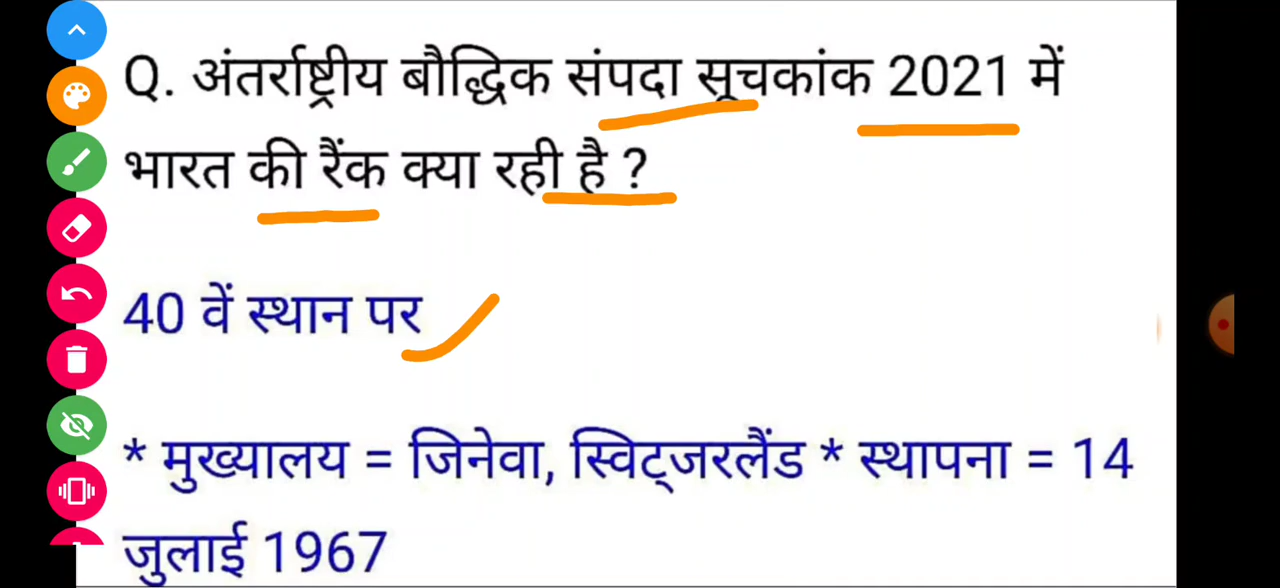 Q. अंतर्राष्ट्रीय बौद्धिक संपदा सूचकांक 2021 में
भारत की रैंक क्या रही है ?
40 वें स्थान पर
* मुख्यालय = जिनेवा, स्विट्जरलैंड * स्थापना = 14
जुलाई 1967